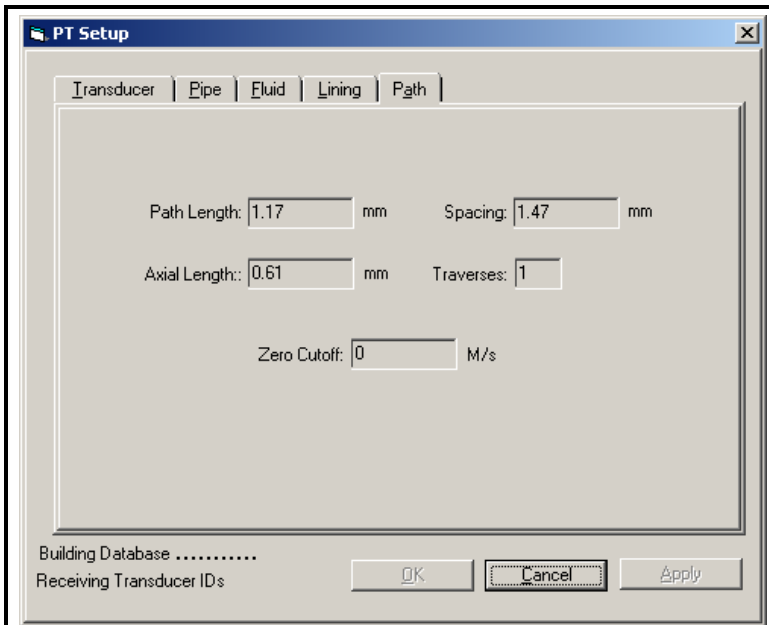 PT Setup
Transducer Pipe Fluid Lining Path
Path Length: 1.17 mm Spacing: 1.47 mm
Axial Length:: 0.61 mm Traverses: 1
Zero Cutoff: 0 M/s
Building Database ...........
Receiving Transducer IDs
OK Cancel Apply